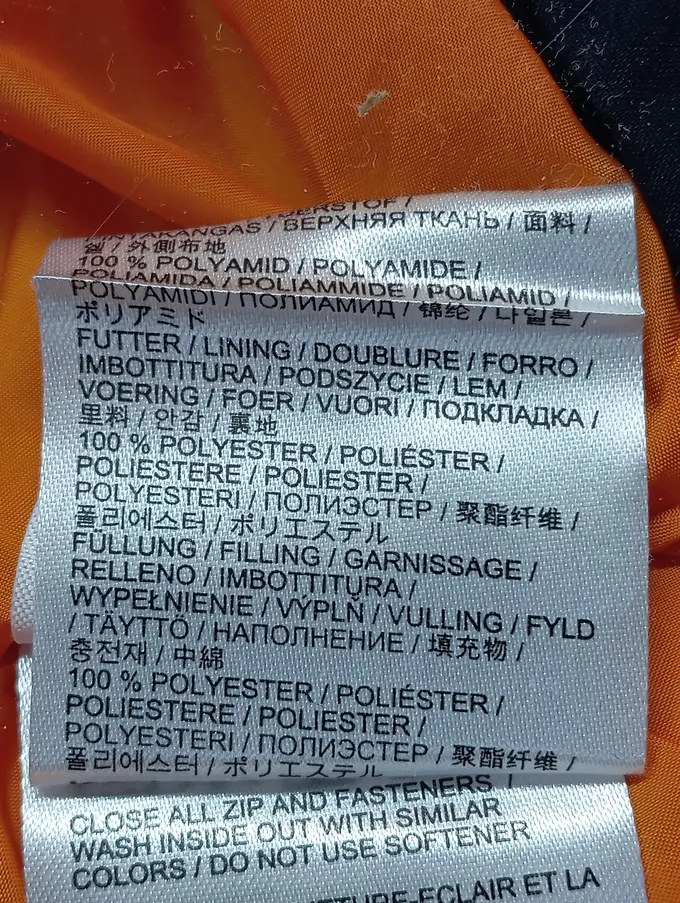 ERSTOF /
ARANGAS / ВЕРХНЯЯ ТКАНЬ / 面料 /
/ 外側布地
100 % POLYAMID / POLYAMIDE /
POLIAMIDA / POLIAMMIDE / POLIAMID /
POLYAMIDI / ПОЛИАМИД / 锦纶 / 나일론 /
ポリアミド
FUTTER / LINING / DOUBLURE / FORRO /
IMBOTTITURA / PODSZYCIE / LEM /
VOERING / FOER / VUORI / ПОДКЛАДКА /
里料 / 안감 / 裏地
100 % POLYESTER / POLIÉSTER /
POLIESTERE / POLIESTER /
POLYESTERI / ПОЛИЭСТЕР / 聚酯纤维 /
폴리에스터 / ポリエステル
FÜLLUNG / FILLING / GARNISSAGE /
RELLENO / IMBOTTITURA /
WYPEŁNIENIE / VÝPLŇ / VULLING / FYLD
/ TÄYTTÖ / НАПОЛНЕНИЕ / 填充物 /
충전재 / 中綿
100 % POLYESTER / POLIÉSTER /
POLIESTERE / POLIESTER /
POLYESTERI / ПОЛИЭСТЕР / 聚酯纤维 /
폴리에스터 / ポリエステル
CLOSE ALL ZIP AND FASTENERS /
WASH INSIDE OUT WITH SIMILAR
COLORS / DO NOT USE SOFTENER
ETURE-ECLAIR ET LA